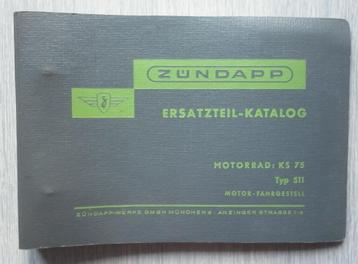 ZÜNDAPP
ERSATZTEIL-KATALOG
MOTORRAD: KS 75
Typ 511
MOTOR-FAHRGESTELL
ZÜNDAPP-WERKE GMBH MÜNCHEN 8 · ANZINGER STRASSE 1-3